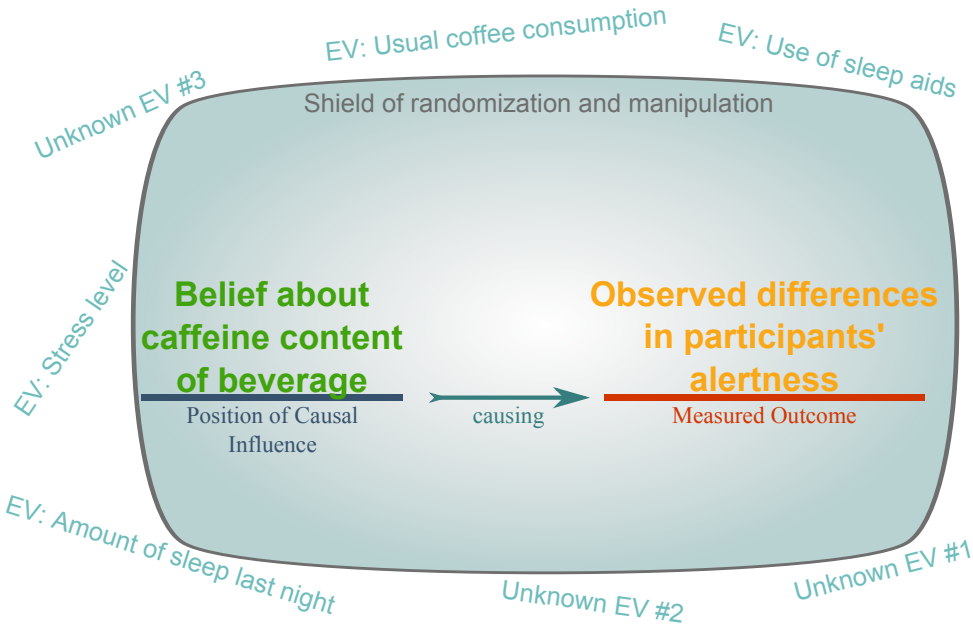 EV: Usual coffee consumption
EV: Use of sleep aids
Unknown EV #3
Shield of randomization and manipulation
EV: Stress level
Belief about
caffeine content
of beverage
Position of Causal
Influence
causing
Observed differences
in participants'
alertness
Measured Outcome
EV: Amount of sleep last night
Unknown EV #2
Unknown EV #1